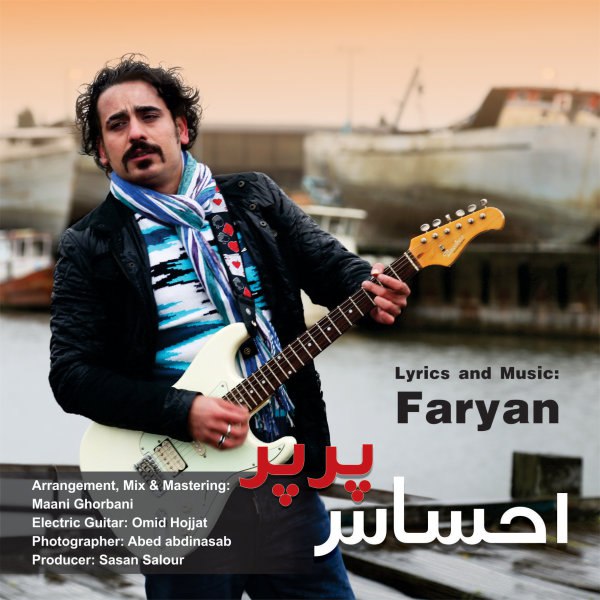 Lyrics and Music:
Faryan
پرپر
احساس
Arrangement, Mix & Mastering:
Maani Ghorbani
Electric Guitar: Omid Hojjat
Photographer: Abed abdinasab
Producer: Sasan Salour